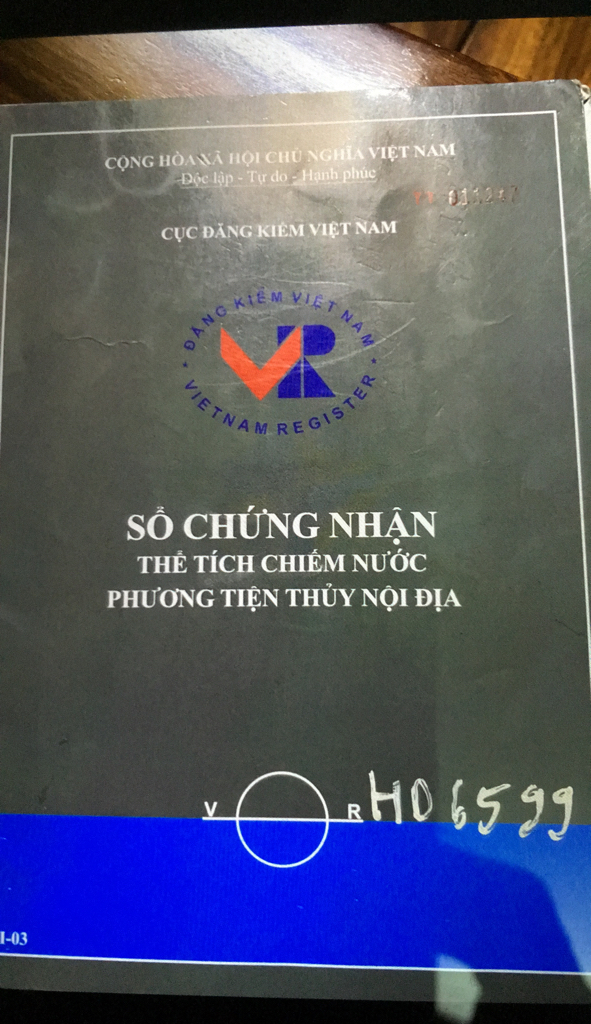 CỘNG HÒA XÃ HỘI CHỦ NGHĨA VIỆT NAM
Độc lập - Tự do - Hạnh phúc
CỤC ĐĂNG KIỂM VIỆT NAM
ĐĂNG KIỂM VIỆT NAM
VR
VIETNAM REGISTER
SỔ CHỨNG NHẬN
THỂ TÍCH CHIẾM NƯỚC
PHƯƠNG TIỆN THỦY NỘI ĐỊA
V R HD6599
I-03